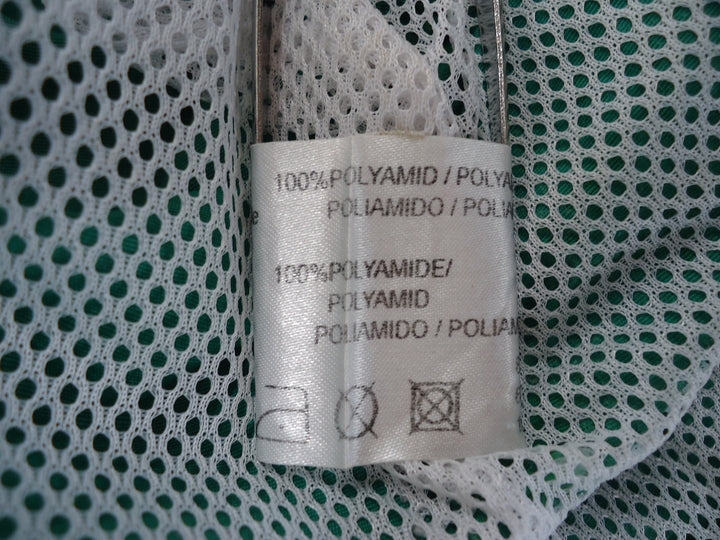 100%POLYAMID / POLYA
e POLIAMIDO / POLIA
100%POLYAMIDE/
POLYAMID
POLIAMIDO / POLIAM